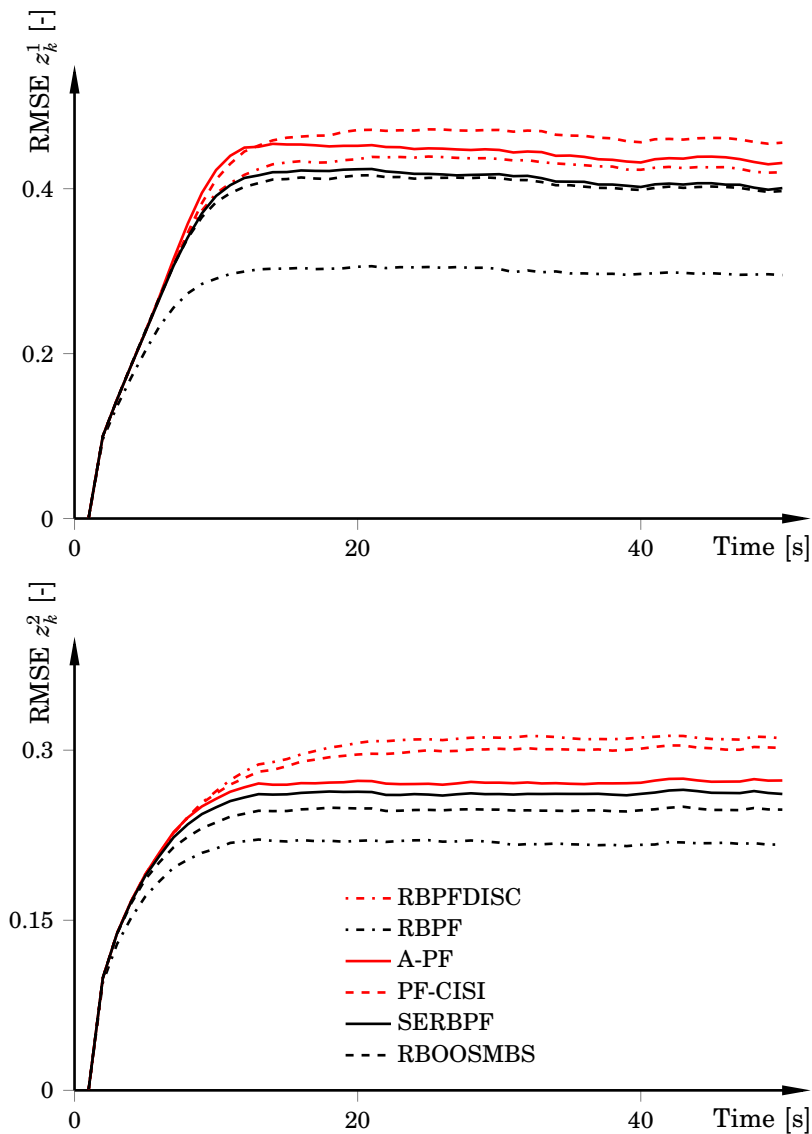 RMSE z_k^1 [-]
0.4
0.2
0
0
20
40
Time [s]
RMSE z_k^2 [-]
0.3
0.15
0
RBPFDISC
RBPF
A-PF
PF-CISI
SERBPF
RBOOSMBS
0
20
40
Time [s]